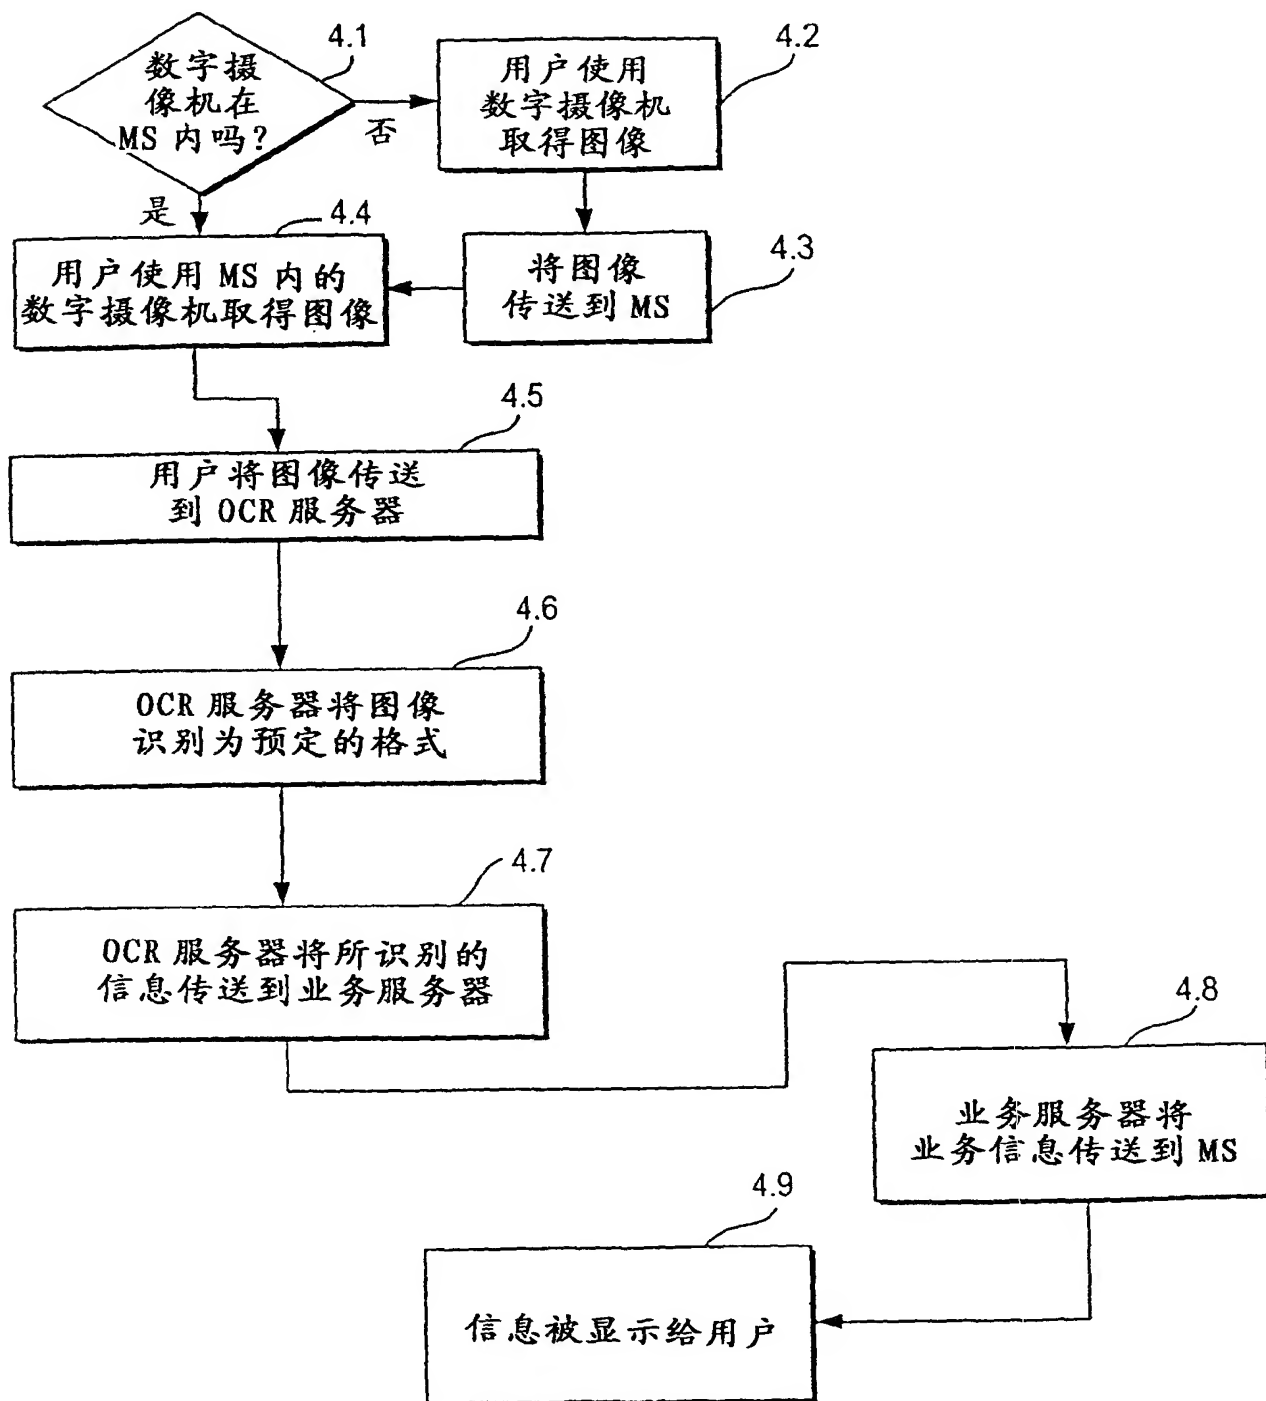 4.1
数字摄
像机在
MS 内吗?
否
是
4.2
用户使用
数字摄像机
取得图像
4.3
将图像
传送到 MS
4.4
用户使用 MS 内的
数字摄像机取得图像
4.5
用户将图像传送
到 OCR 服务器
4.6
OCR 服务器将图像
识别为预定的格式
4.7
OCR 服务器将所识别的
信息传送到业务服务器
4.8
业务服务器将
业务信息传送到 MS
4.9
信息被显示给用户